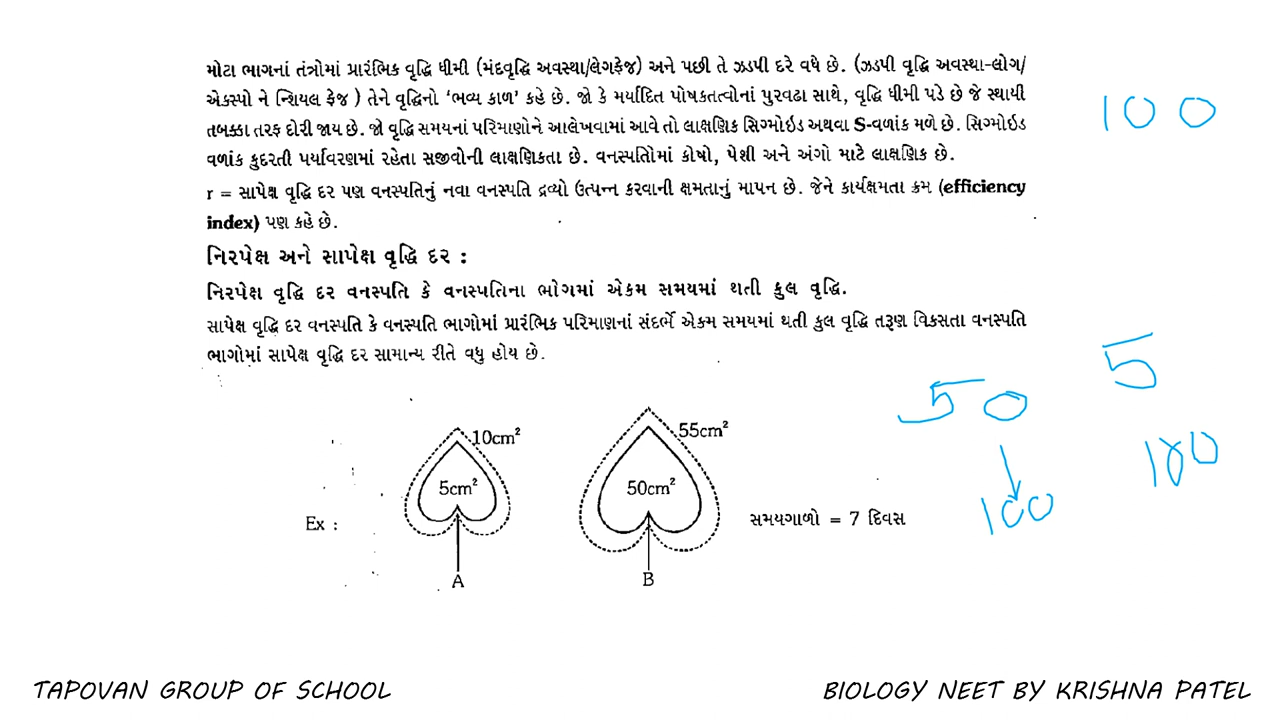 મોટા ભાગનાં તંત્રોમાં પ્રારંભિક વૃદ્ધિ ધીમી (મંદવૃદ્ધિ અવસ્થા/લેગફેજ) અને પછી તે ઝડપી દરે વધે છે. (ઝડપી વૃદ્ધિ અવસ્થા-લોગ/
એક્સ્પો ને ન્શિયલ ફેજ ) તેને વૃદ્ધિનો 'ભવ્ય કાળ' કહે છે. જો કે મર્યાદિત પોષકતત્વોનાં પુરવઠા સાથે, વૃદ્ધિ ધીમી પડે છે જે સ્થાયી
તબક્કા તરફ દોરી જાય છે. જો વૃદ્ધિ સમયનાં પરિમાણોને આલેખવામાં આવે તો લાક્ષણિક સિગ્મોઇડ અથવા S-વળાંક મળે છે. સિગ્મોઇડ
વળાંક કુદરતી પર્યાવરણમાં રહેતા સજીવોની લાક્ષણિકતા છે. વનસ્પતિોમાં કોષો, પેશી અને અંગો માટે લાક્ષણિક છે.
r = સાપેક્ષ વૃદ્ધિ દર પણ વનસ્પતિનું નવા વનસ્પતિ દ્રવ્યો ઉત્પન્ન કરવાની ક્ષમતાનું માપન છે. જેને કાર્યક્ષમતા ક્રમ (efficiency
index) પણ કહે છે.
નિરપેક્ષ અને સાપેક્ષ વૃદ્ધિ દર :
નિરપેક્ષ વૃદ્ધિ દર વનસ્પતિ કે વનસ્પતિના ભોગમાં એકમ સમયમાં થતી કુલ વૃદ્ધિ.
સાપેક્ષ વૃદ્ધિ દર વનસ્પતિ કે વનસ્પતિ ભાગોમાં પ્રારંભિક પરિમાણનાં સંદર્ભે એકમ સમયમાં થતી કુલ વૃદ્ધિ તરૂણ વિકસતા વનસ્પતિ
ભાગોમાં સાપેક્ષ વૃદ્ધિ દર સામાન્ય રીતે વધુ હોય છે.
100
5
50
100
100
10cm²
55cm²
5cm²
50cm²
Ex :
સમયગાળો = 7 દિવસ
A
B
TAPOVAN GROUP OF SCHOOL
BIOLOGY NEET BY KRISHNA PATEL